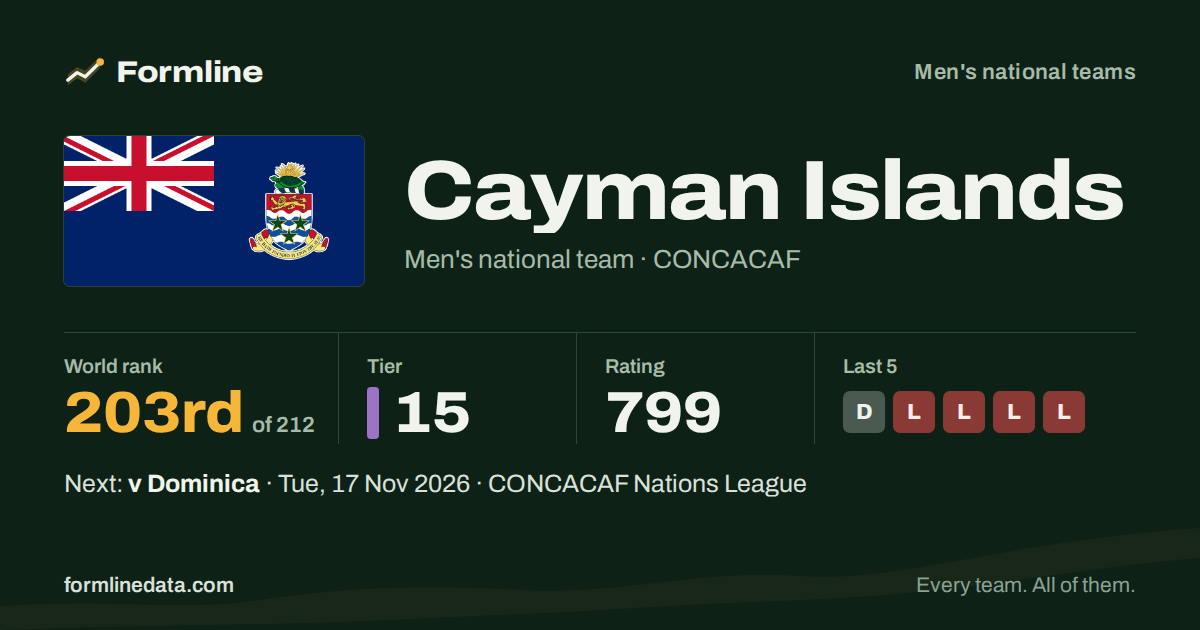 Formline
Men's national teams
Cayman Islands
Men's national team · CONCACAF
World rank
203rd of 212
Tier
15
Rating
799
Last 5
D L L L L
Next: v Dominica · Tue, 17 Nov 2026 · CONCACAF Nations League
formlinedata.com
Every team. All of them.